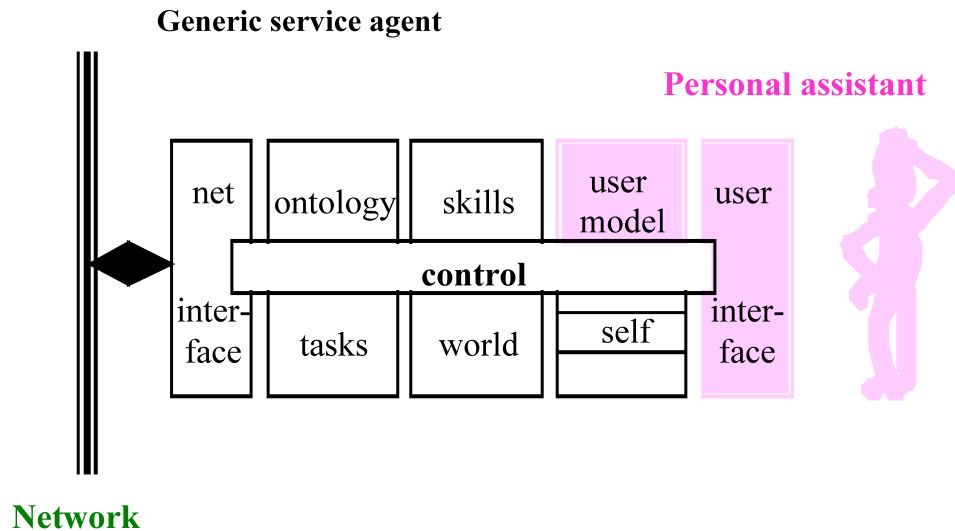 Generic service agent
Personal assistant
net
inter-
face
ontology
skills
user
model
user
inter-
face
control
tasks
world
self
Network